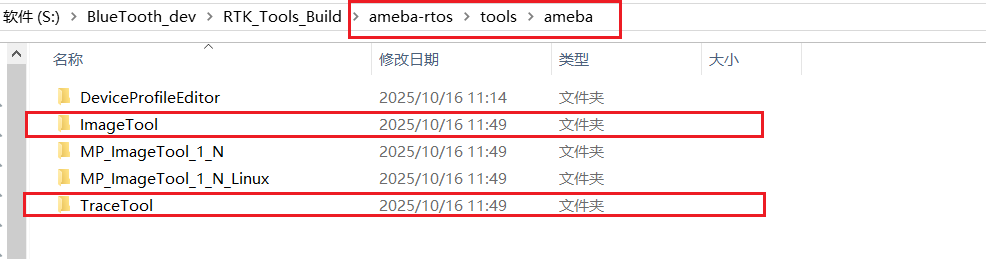 软件 (S:) > BlueTooth_dev > RTK_Tools_Build > ameba-rtos > tools > ameba
名称 修改日期 类型 大小
DeviceProfileEditor 2025/10/16 11:14 文件夹
ImageTool 2025/10/16 11:49 文件夹
MP_ImageTool_1_N 2025/10/16 11:49 文件夹
MP_ImageTool_1_N_Linux 2025/10/16 11:49 文件夹
TraceTool 2025/10/16 11:49 文件夹